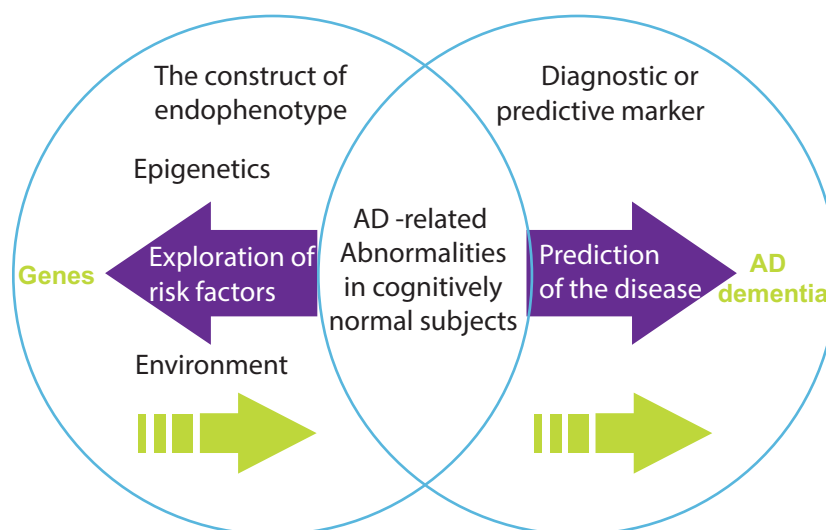 The construct of
endophenotype
Diagnostic or
predictive marker
Epigenetics
Genes
Exploration of
risk factors
AD -related
Abnormalities
in cognitively
normal subjects
Prediction
of the disease
AD
dementia
Environment